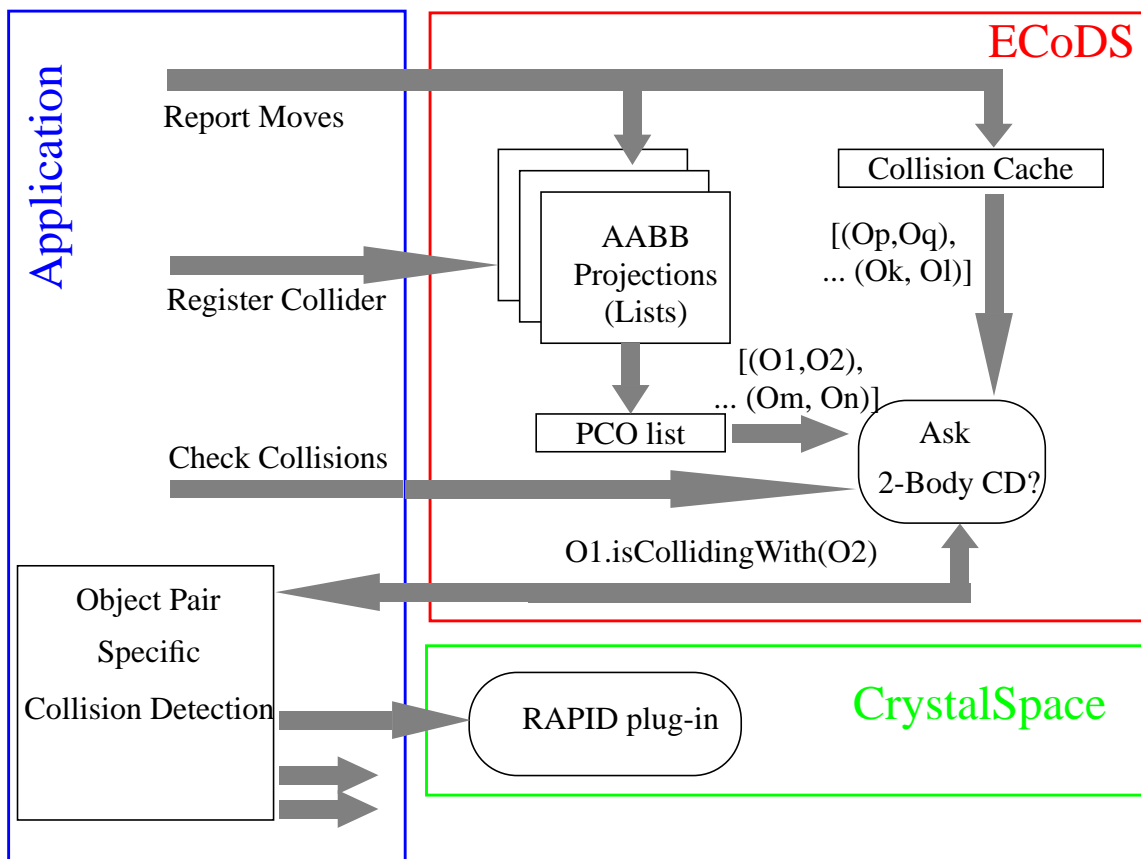 ECoDS
Application
Report Moves
Collision Cache
[(Op,Oq),
... (Ok, Ol)]
AABB
Projections
(Lists)
Register Collider
[(O1,O2),
... (Om, On)]
PCO list
Ask
2-Body CD?
Check Collisions
O1.isCollidingWith(O2)
Object Pair
Specific
Collision Detection
RAPID plug-in
CrystalSpace